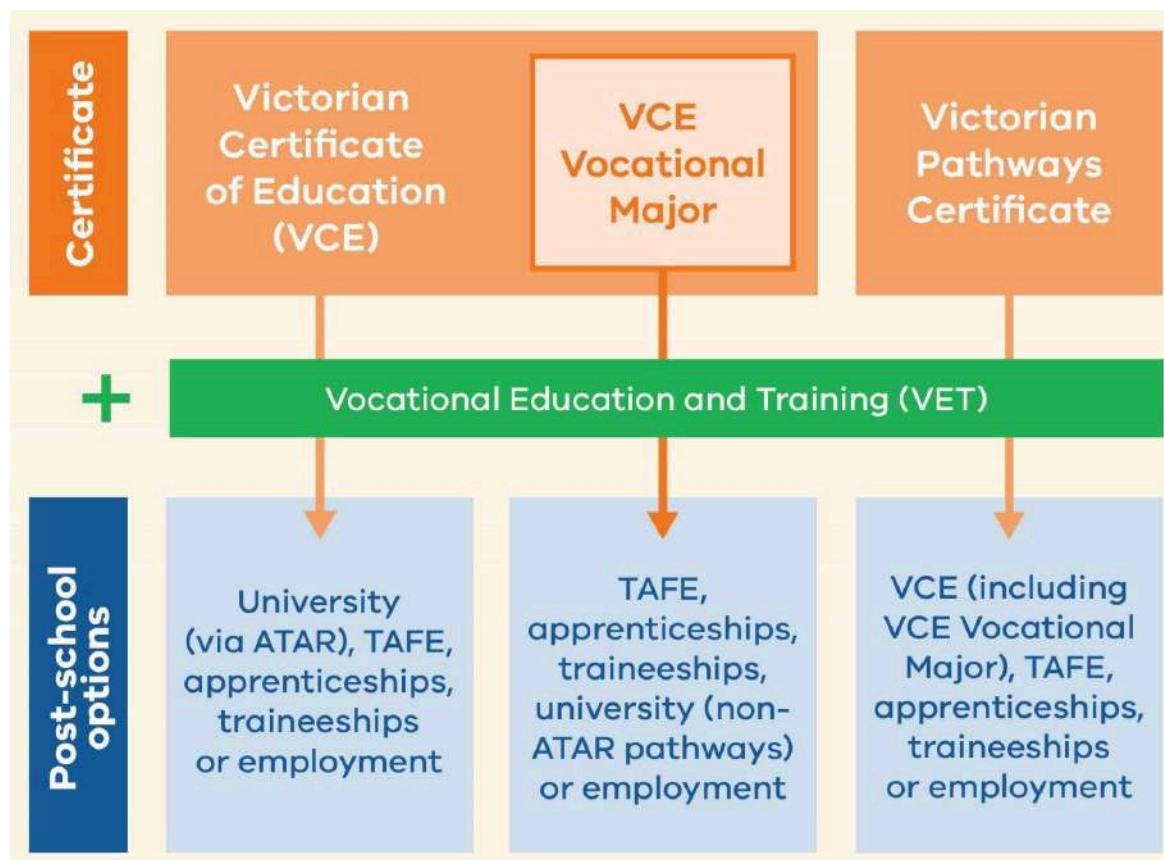 Certificate
Victorian
Certificate
of Education
(VCE)
VCE
Vocational
Major
Victorian
Pathways
Certificate
+
Vocational Education and Training (VET)
Post-school
options
University
(via ATAR), TAFE,
apprenticeships,
traineeships
or employment
TAFE,
apprenticeships,
traineeships,
university (non-
ATAR pathways)
or employment
VCE (including
VCE Vocational
Major), TAFE,
apprenticeships,
traineeships
or employment